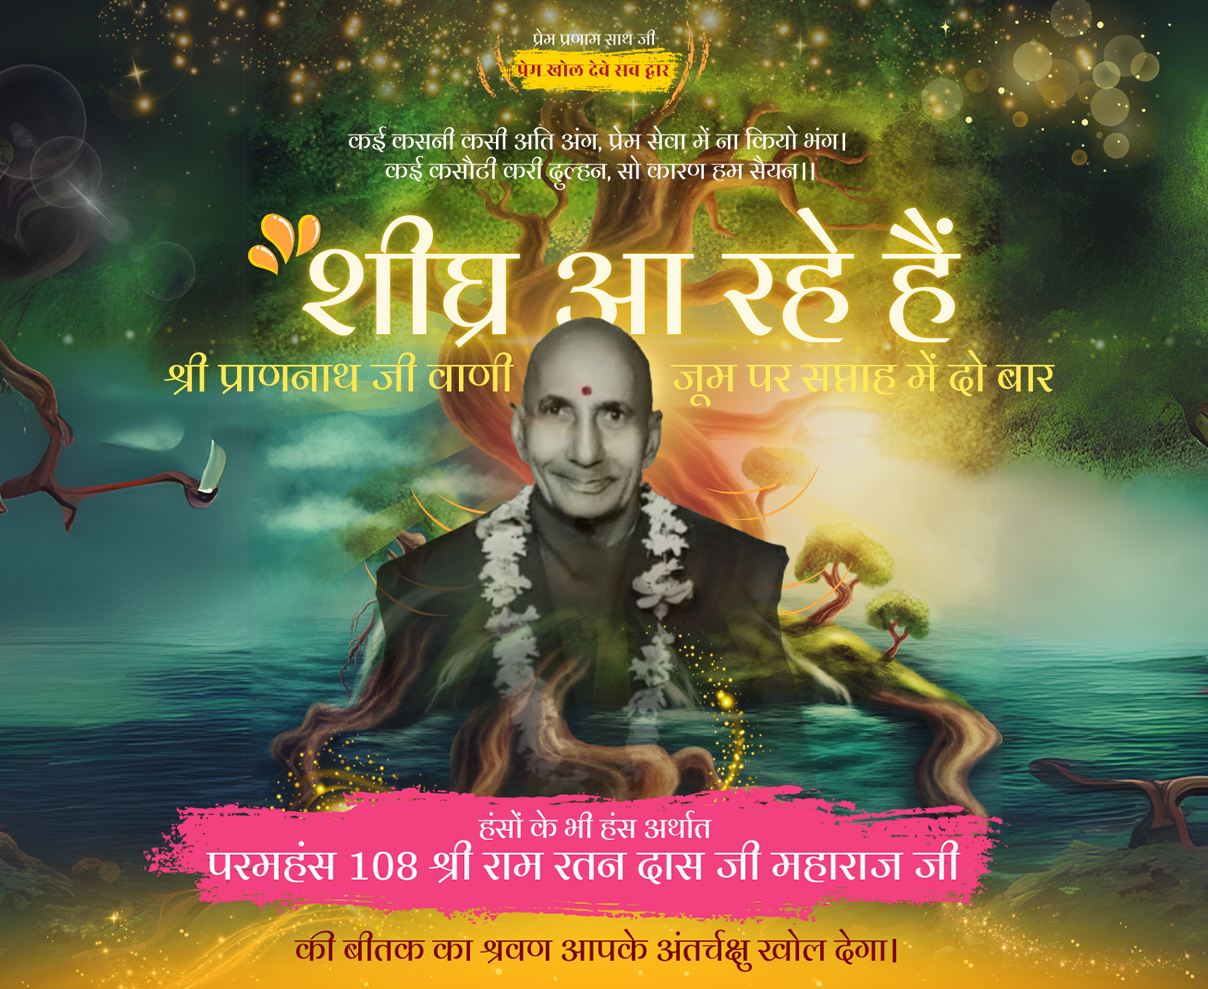 प्रेम प्रणाम साथ जी
प्रेम खोल देवे सब द्वार
कई कसनी कसी अति अंग, प्रेम सेवा में ना कियो भंग।
कई कसौटी करी दुल्हन, सो कारण हम सैयन।।
शीघ्र आ रहे हैं
श्री प्राणनाथ जी वाणी जूम पर सप्ताह में दो बार
हंसों के भी हंस अर्थात
परमहंस 108 श्री राम रतन दास जी महाराज जी
की बीतक का श्रवण आपके अंतर्चक्षु खोल देगा।